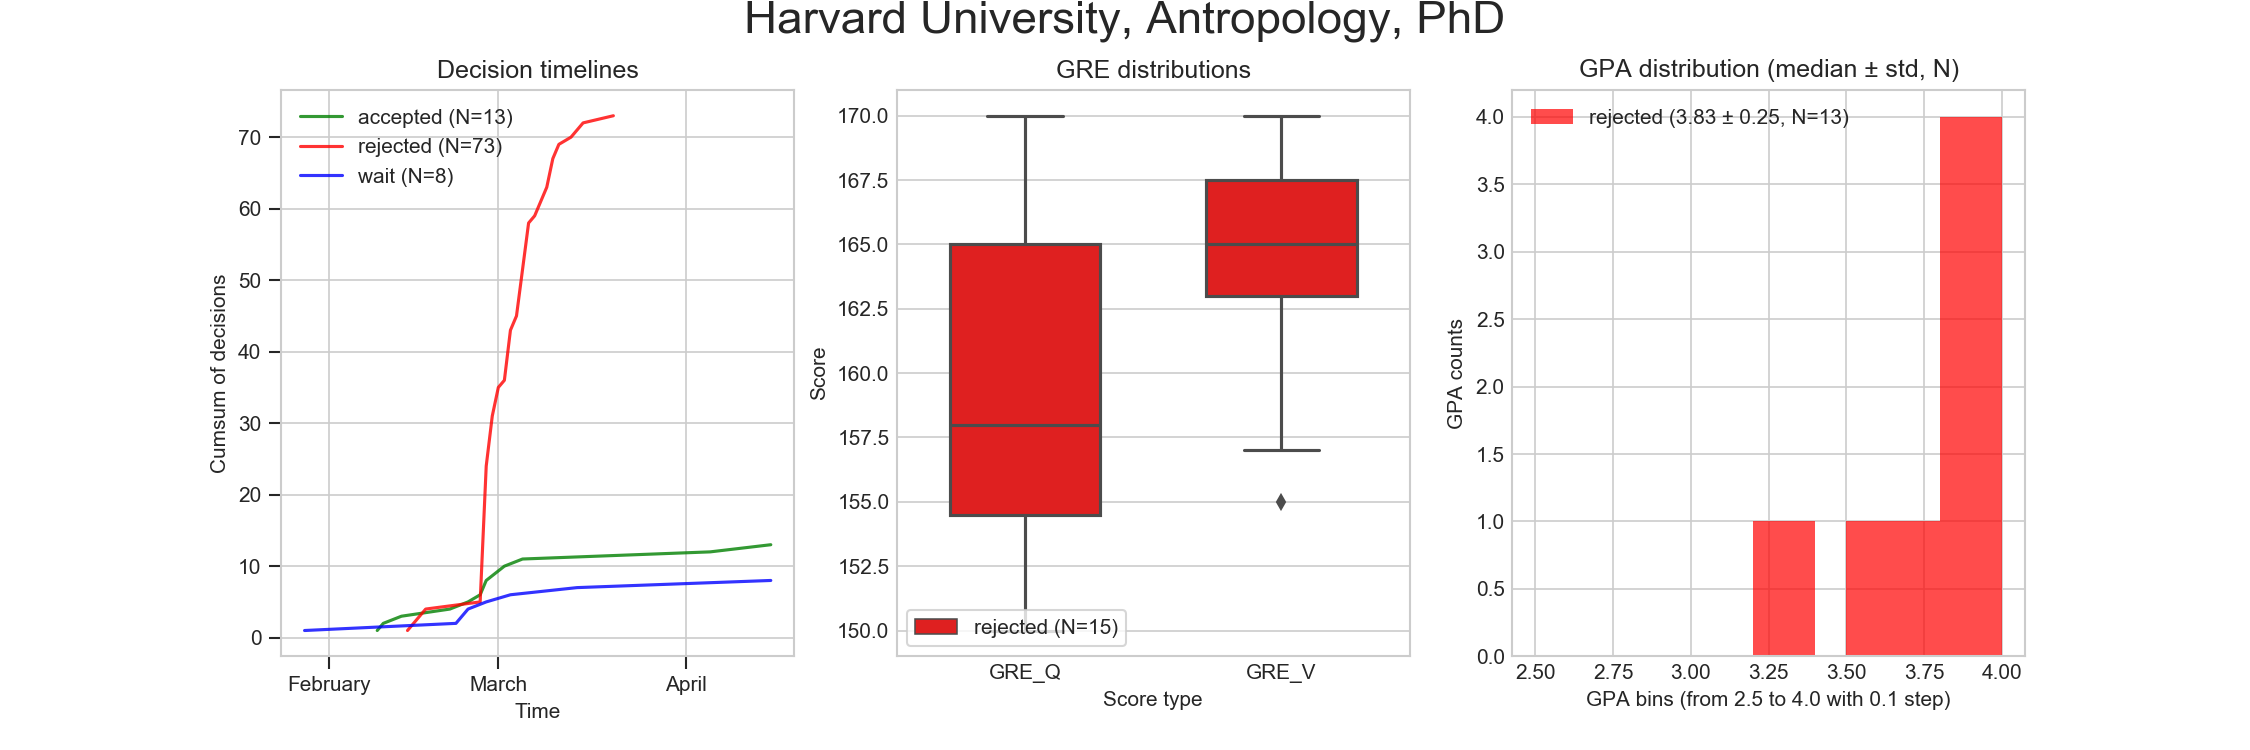 Harvard University, Antropology, PhD
Decision timelines
accepted (N=13)
rejected (N=73)
wait (N=8)
70
60
50
40
30
20
10
0
Cumsum of decisions
February March April
Time
GRE distributions
170.0
167.5
165.0
162.5
160.0
157.5
155.0
152.5
150.0
Score
rejected (N=15)
GRE_Q GRE_V
Score type
GPA distribution (median ± std, N)
rejected (3.83 ± 0.25, N=13)
4.0
3.5
3.0
2.5
2.0
1.5
1.0
0.5
0.0
GPA counts
2.50 2.75 3.00 3.25 3.50 3.75 4.00
GPA bins (from 2.5 to 4.0 with 0.1 step)